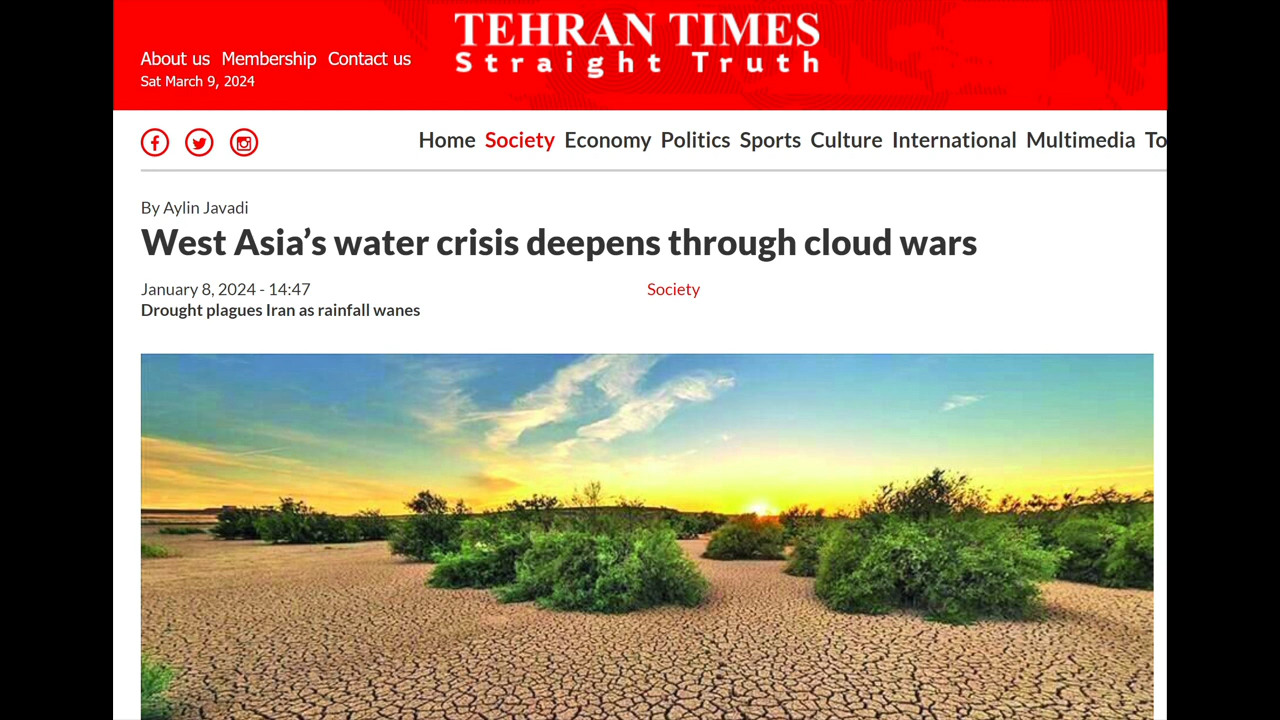 TEHRAN TIMES
Straight Truth
About us Membership Contact us
Sat March 9, 2024
Home Society Economy Politics Sports Culture International Multimedia To
By Aylin Javadi
West Asia’s water crisis deepens through cloud wars
January 8, 2024 - 14:47 Society
Drought plagues Iran as rainfall wanes